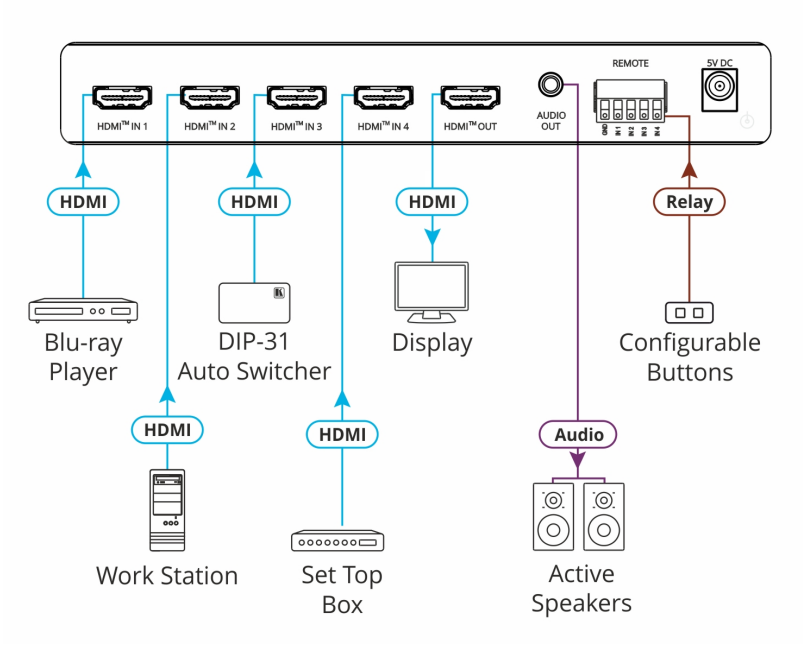 REMOTE
5V DC
HDMI™ IN 1
HDMI™ IN 2
HDMI™ IN 3
HDMI™ IN 4
HDMI™ OUT
AUDIO
OUT
GND
IN 1
IN 2
IN 3
IN 4
HDMI
HDMI
HDMI
Relay
K
Blu-ray
Player
DIP-31
Auto Switcher
Display
Configurable
Buttons
HDMI
HDMI
Audio
Work Station
Set Top
Box
Active
Speakers